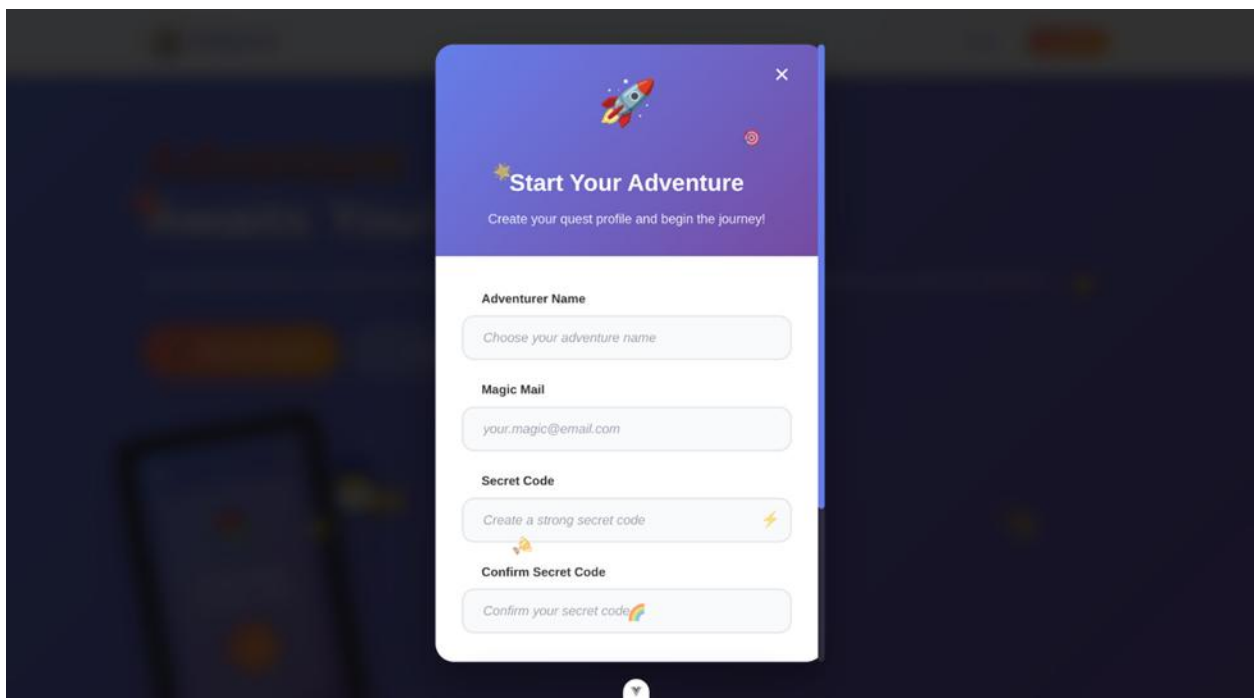 Start Your Adventure
Create your quest profile and begin the journey!
Adventurer Name
Choose your adventure name
Magic Mail
your.magic@email.com
Secret Code
Create a strong secret code
Confirm Secret Code
Confirm your secret code